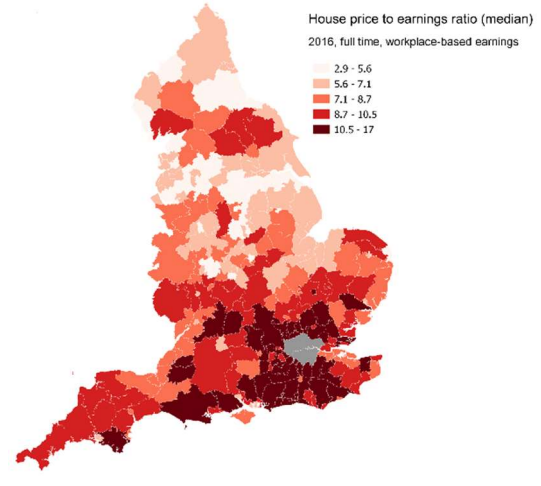 House price to earnings ratio (median)
2016, full time, workplace-based earnings
2.9 - 5.6
5.6 - 7.1
7.1 - 8.7
8.7 - 10.5
10.5 - 17